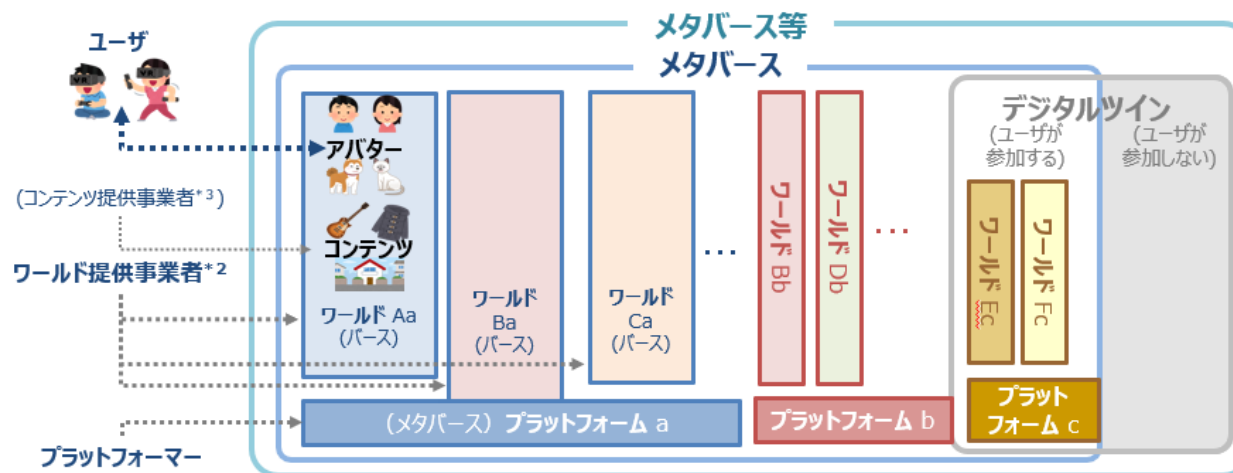 メタバース等
ユーザ
メタバース
VR
VR
デジタルツイン
(ユーザが
参加する)
(ユーザが
参加しない)
アバター
(コンテンツ提供事業者*3)
コンテンツ
ワールド提供事業者*2
ワールド Aa
(バース)
ワールド
Ba
(バース)
ワールド
Ca
(バース)
…
ワールド Bb
ワールド Db
…
ワールド Ec
ワールド Fc
(メタバース) プラットフォーム a
プラットフォーム b
プラット
フォーム c
プラットフォーマー